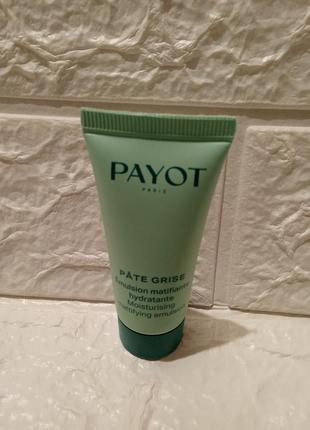 PAYOT
PARIS
PÂTE GRISE
Émulsion matifiante
hydratante
Moisturising
mattifying emulsion